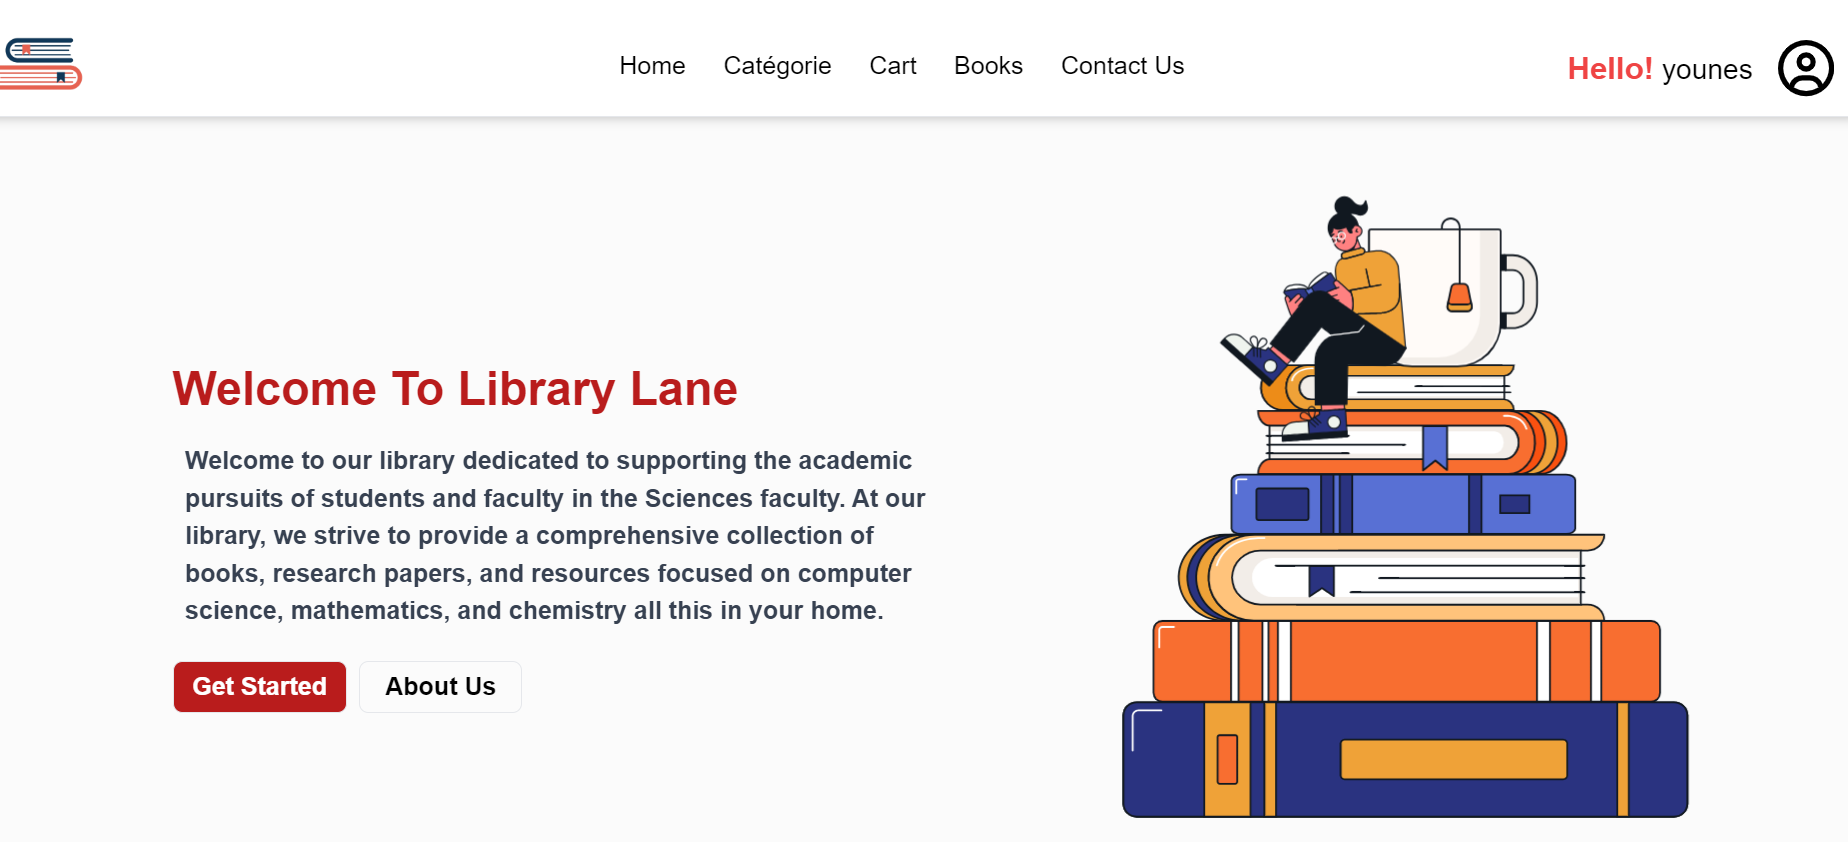 Home Catégorie Cart Books Contact Us
Hello! younes
Welcome To Library Lane
Welcome to our library dedicated to supporting the academic
pursuits of students and faculty in the Sciences faculty. At our
library, we strive to provide a comprehensive collection of
books, research papers, and resources focused on computer
science, mathematics, and chemistry all this in your home.
Get Started
About Us